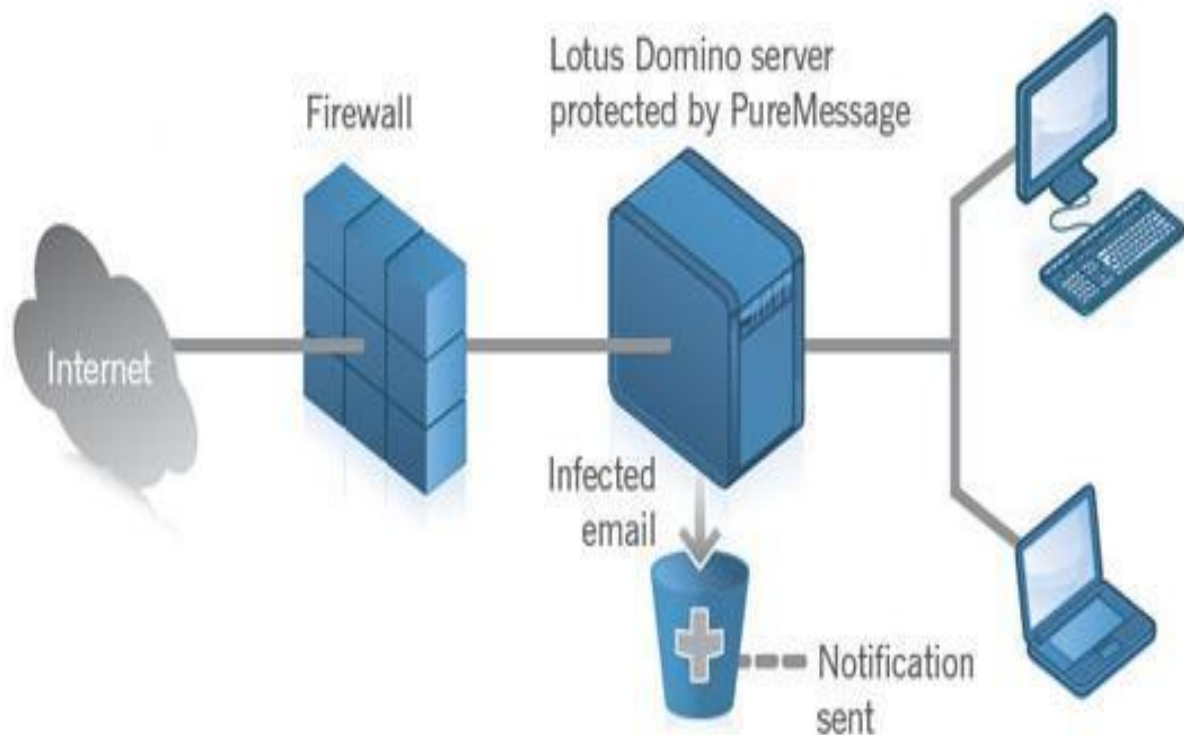 Lotus Domino server
protected by PureMessage
Firewall
Internet
Infected
email
Notification
sent